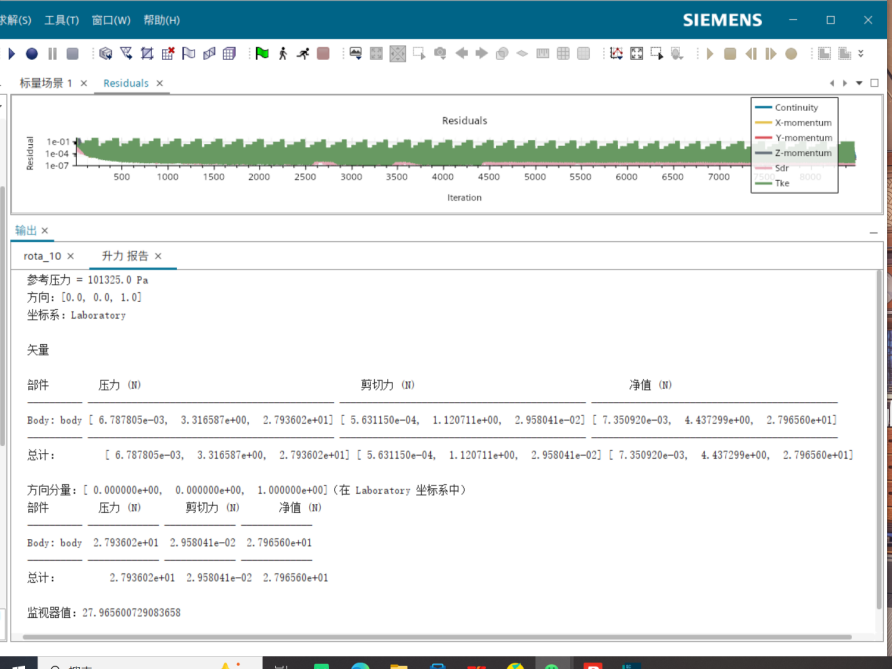 求解(S) 工具(T) 窗口(W) 帮助(H) SIEMENS
标量场景 1 Residuals
Residuals
Continuity
X-momentum
Y-momentum
Z-momentum
Sdr
Tke
Residual
1e-01
1e-04
1e-07
500 1000 1500 2000 2500 3000 3500 4000 4500 5000 5500 6000 6500 7000 7500 8000
Iteration
输出
rota_10 升力 报告
参考压力 = 101325.0 Pa
方向: [0.0, 0.0, 1.0]
坐标系: Laboratory
矢量
部件 压力 (N) 剪切力 (N) 净值 (N)
Body: body [ 6.787805e-03, 3.316587e+00, 2.793602e+01] [ 5.631150e-04, 1.120711e+00, 2.958041e-02] [ 7.350920e-03, 4.437299e+00, 2.796560e+01]
总计: [ 6.787805e-03, 3.316587e+00, 2.793602e+01] [ 5.631150e-04, 1.120711e+00, 2.958041e-02] [ 7.350920e-03, 4.437299e+00, 2.796560e+01]
方向分量: [ 0.000000e+00, 0.000000e+00, 1.000000e+00] (在 Laboratory 坐标系中)
部件 压力 (N) 剪切力 (N) 净值 (N)
Body: body 2.793602e+01 2.958041e-02 2.796560e+01
总计: 2.793602e+01 2.958041e-02 2.796560e+01
监视器值: 27.965600729083658